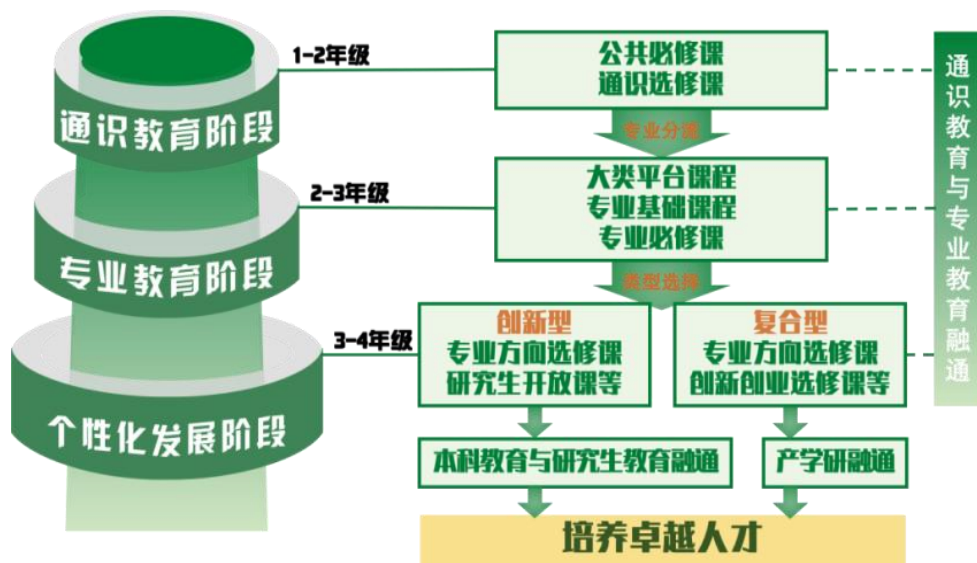 通识教育阶段
1-2年级
公共必修课
通识选修课
专业分流
专业教育阶段
2-3年级
大类平台课程
专业基础课程
专业必修课
类型选择
个性化发展阶段
3-4年级
创新型
专业方向选修课
研究生开放课等
复合型
专业方向选修课
创新创业选修课等
本科教育与研究生教育融通
产学研融通
培养卓越人才
通识教育与专业教育融通